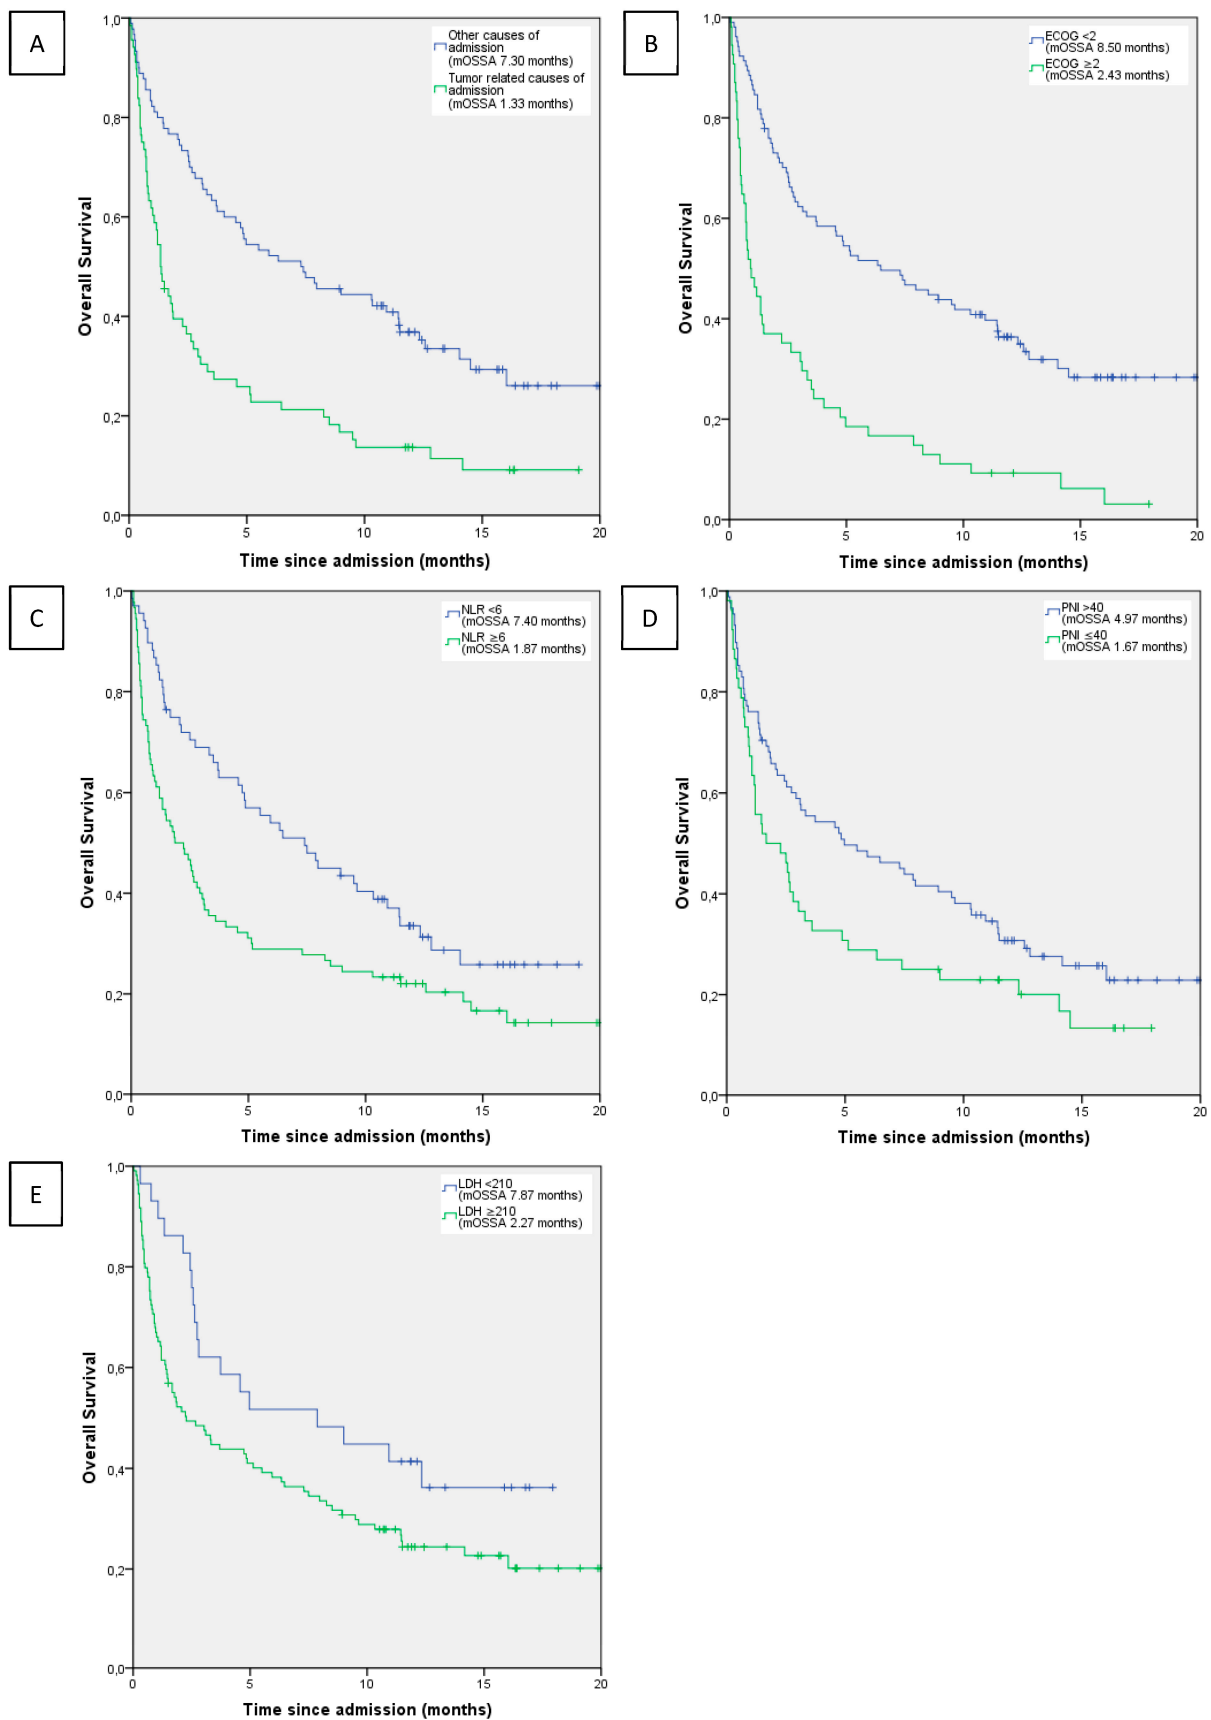 A
Other causes of
admission
(mOSSA 7.30 months)
Tumor related causes of
admission
(mOSSA 1.33 months)
Overall Survival
1,0
0,8
0,6
0,4
0,2
0,0
0 5 10 15 20
Time since admission (months)
B
ECOG <2
(mOSSA 8.50 months)
ECOG ≥2
(mOSSA 2.43 months)
Overall Survival
1,0
0,8
0,6
0,4
0,2
0,0
0 5 10 15 20
Time since admission (months)
C
NLR <6
(mOSSA 7.40 months)
NLR ≥6
(mOSSA 1.87 months)
Overall Survival
1,0
0,8
0,6
0,4
0,2
0,0
0 5 10 15 20
Time since admission (months)
D
PNI >40
(mOSSA 4.97 months)
PNI ≤40
(mOSSA 1.67 months)
Overall Survival
1,0
0,8
0,6
0,4
0,2
0,0
0 5 10 15 20
Time since admission (months)
E
LDH <210
(mOSSA 7.87 months)
LDH ≥210
(mOSSA 2.27 months)
Overall Survival
1,0
0,8
0,6
0,4
0,2
0,0
0 5 10 15 20
Time since admission (months)